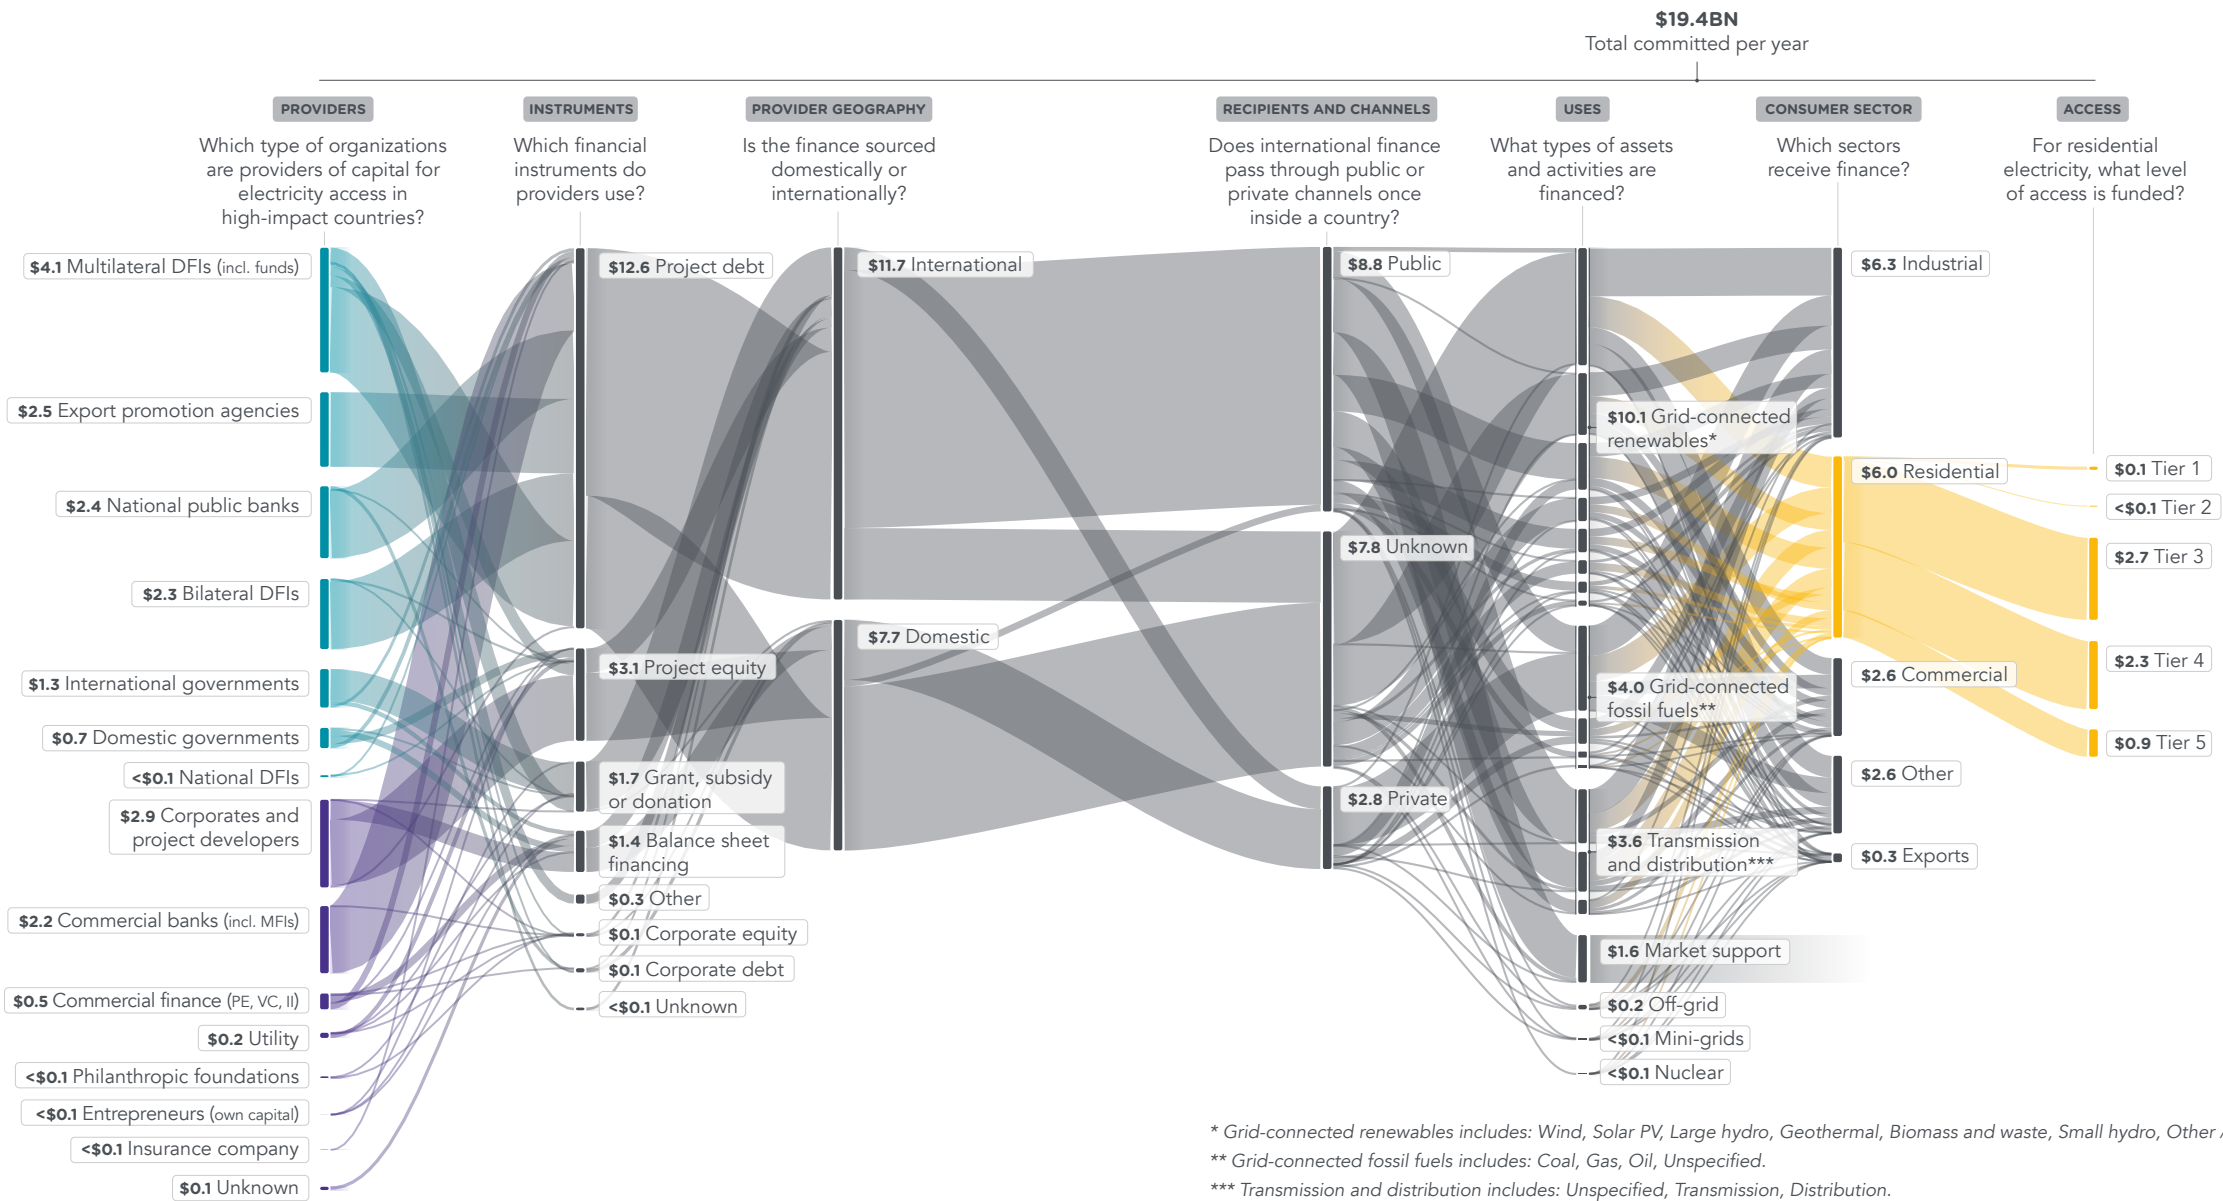 $19.4BN
Total committed per year
PROVIDERS
Which type of organizations
are providers of capital for
electricity access in
high-impact countries?
INSTRUMENTS
Which financial
instruments do
providers use?
PROVIDER GEOGRAPHY
Is the finance sourced
domestically or
internationally?
RECIPIENTS AND CHANNELS
Does international finance
pass through public or
private channels once
inside a country?
USES
What types of assets
and activities are
financed?
CONSUMER SECTOR
Which sectors
receive finance?
ACCESS
For residential
electricity, what level
of access is funded?
$4.1 Multilateral DFIs (incl. funds)
$2.5 Export promotion agencies
$2.4 National public banks
$2.3 Bilateral DFIs
$1.3 International governments
$0.7 Domestic governments
<$0.1 National DFIs
$2.9 Corporates and
project developers
$2.2 Commercial banks (incl. MFIs)
$0.5 Commercial finance (PE, VC, II)
$0.2 Utility
<$0.1 Philanthropic foundations
<$0.1 Entrepreneurs (own capital)
<$0.1 Insurance company
$0.1 Unknown
$12.6 Project debt
$3.1 Project equity
$1.7 Grant, subsidy
or donation
$1.4 Balance sheet
financing
$0.3 Other
$0.1 Corporate equity
$0.1 Corporate debt
<$0.1 Unknown
$11.7 International
$7.7 Domestic
$8.8 Public
$7.8 Unknown
$2.8 Private
$10.1 Grid-connected
renewables*
$4.0 Grid-connected
fossil fuels**
$3.6 Transmission
and distribution***
$1.6 Market support
$0.2 Off-grid
<$0.1 Mini-grids
<$0.1 Nuclear
$6.3 Industrial
$6.0 Residential
$2.6 Commercial
$2.6 Other
$0.3 Exports
$0.1 Tier 1
<$0.1 Tier 2
$2.7 Tier 3
$2.3 Tier 4
$0.9 Tier 5
* Grid-connected renewables includes: Wind, Solar PV, Large hydro, Geothermal, Biomass and waste, Small hydro, Other
** Grid-connected fossil fuels includes: Coal, Gas, Oil, Unspecified.
*** Transmission and distribution includes: Unspecified, Transmission, Distribution.